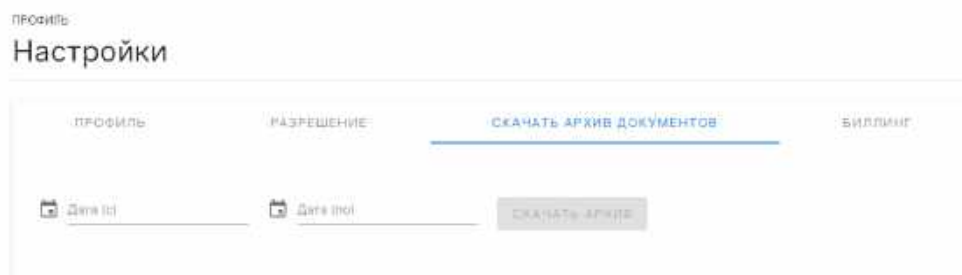 ПРОФИЛЬ
Настройки
ПРОФИЛЬ РАЗРЕШЕНИЕ СКАЧАТЬ АРХИВ ДОКУМЕНТОВ БИЛЛИНГ
Дата (с) Дата (по) СКАЧАТЬ АРХИВ